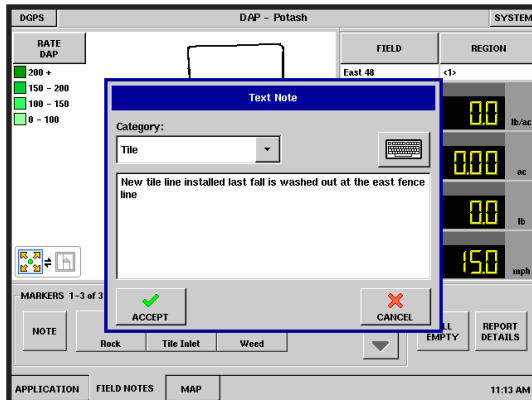 DGPS
DAP - Potash
SYSTEM
RATE
DAP
FIELD
REGION
200 +
150 - 200
100 - 150
0 - 100
East 48
<1>
Text Note
Category:
Tile
New tile line installed last fall is washed out at the east fence
line
ACCEPT
CANCEL
0.0
lb/ac
0.00
ac
0.0
lb
15.0
mph
MARKERS 1-3 of 3
NOTE
Rock
Tile Inlet
Weed
EMPTY
REPORT
DETAILS
APPLICATION
FIELD NOTES
MAP
11:13 AM